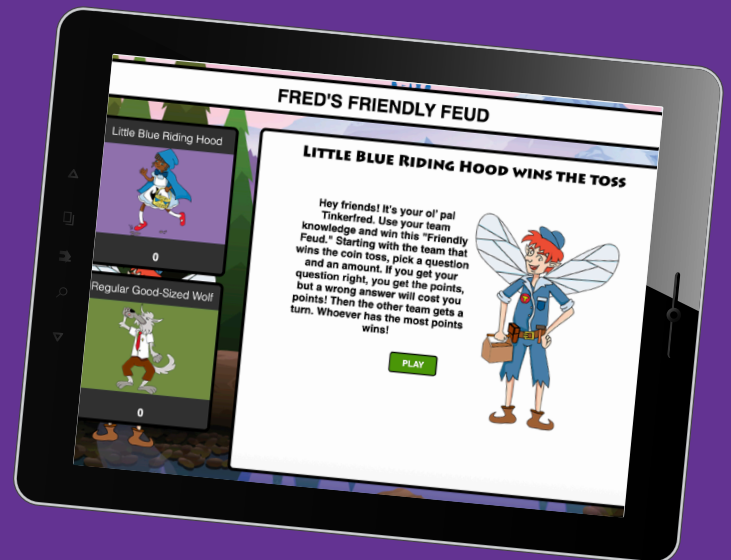 FRED'S FRIENDLY FEUD
Little Blue Riding Hood
0
Regular Good-Sized Wolf
0
LITTLE BLUE RIDING HOOD WINS THE TOSS
Hey friends! It's your ol' pal
Tinkerfred. Use your team
knowledge and win this "Friendly
Feud." Starting with the team that
wins the coin toss, pick a question
and an amount. If you get your
question right, you get the points,
but a wrong answer will cost you
points! Then the other team gets a
turn. Whoever has the most points
wins!
PLAY